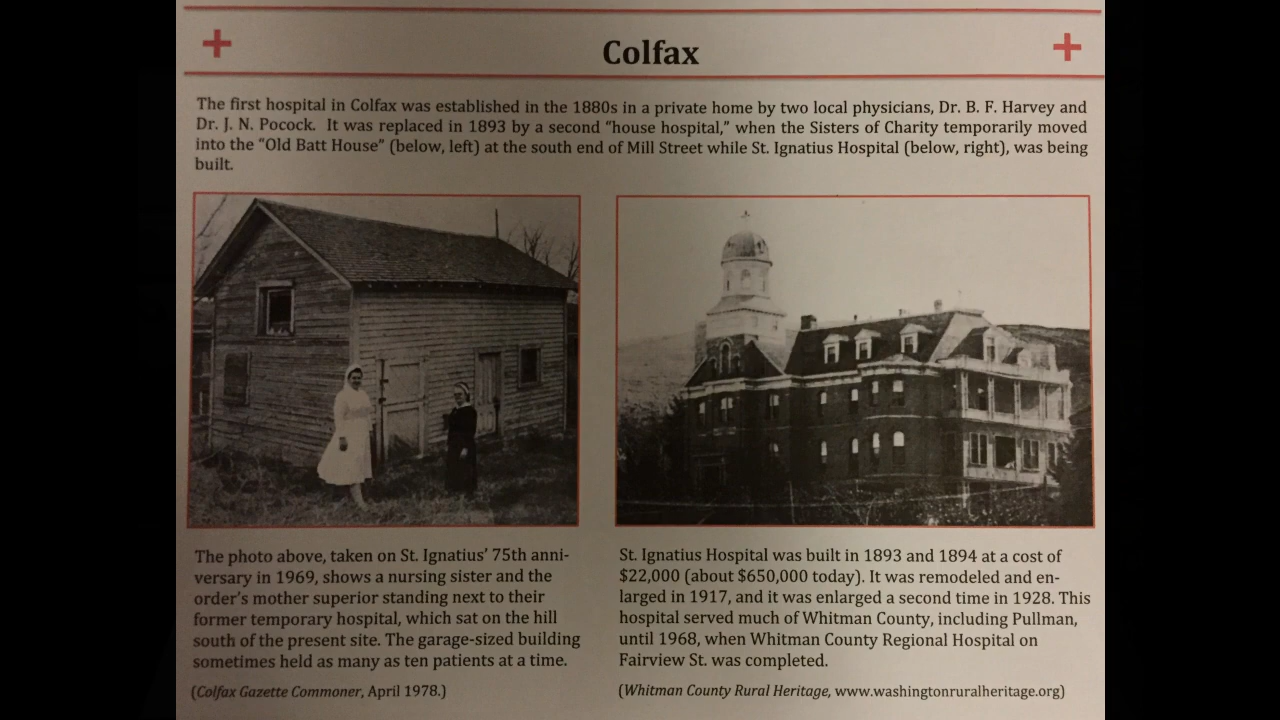 Colfax
The first hospital in Colfax was established in the 1880s in a private home by two local physicians, Dr. B. F. Harvey and
Dr. J. N. Pocock. It was replaced in 1893 by a second “house hospital,” when the Sisters of Charity temporarily moved
into the “Old Batt House” (below, left) at the south end of Mill Street while St. Ignatius Hospital (below, right), was being
built.
The photo above, taken on St. Ignatius’ 75th anni-
versary in 1969, shows a nursing sister and the
order’s mother superior standing next to their
former temporary hospital, which sat on the hill
south of the present site. The garage-sized building
sometimes held as many as ten patients at a time.
(Colfax Gazette Commoner, April 1978.)
St. Ignatius Hospital was built in 1893 and 1894 at a cost of
$22,000 (about $650,000 today). It was remodeled and en-
larged in 1917, and it was enlarged a second time in 1928. This
hospital served much of Whitman County, including Pullman,
until 1968, when Whitman County Regional Hospital on
Fairview St. was completed.
(Whitman County Rural Heritage, www.washingtonruralheritage.org)